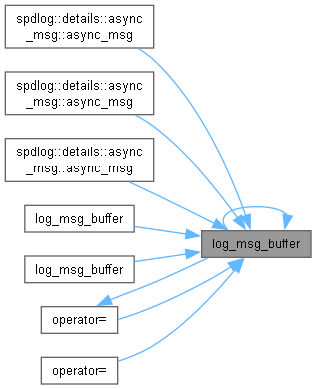 spdlog::details::async
_msg::async_msg
spdlog::details::async
_msg::async_msg
spdlog::details::async
_msg::async_msg
log_msg_buffer
log_msg_buffer
log_msg_buffer
operator=
operator=